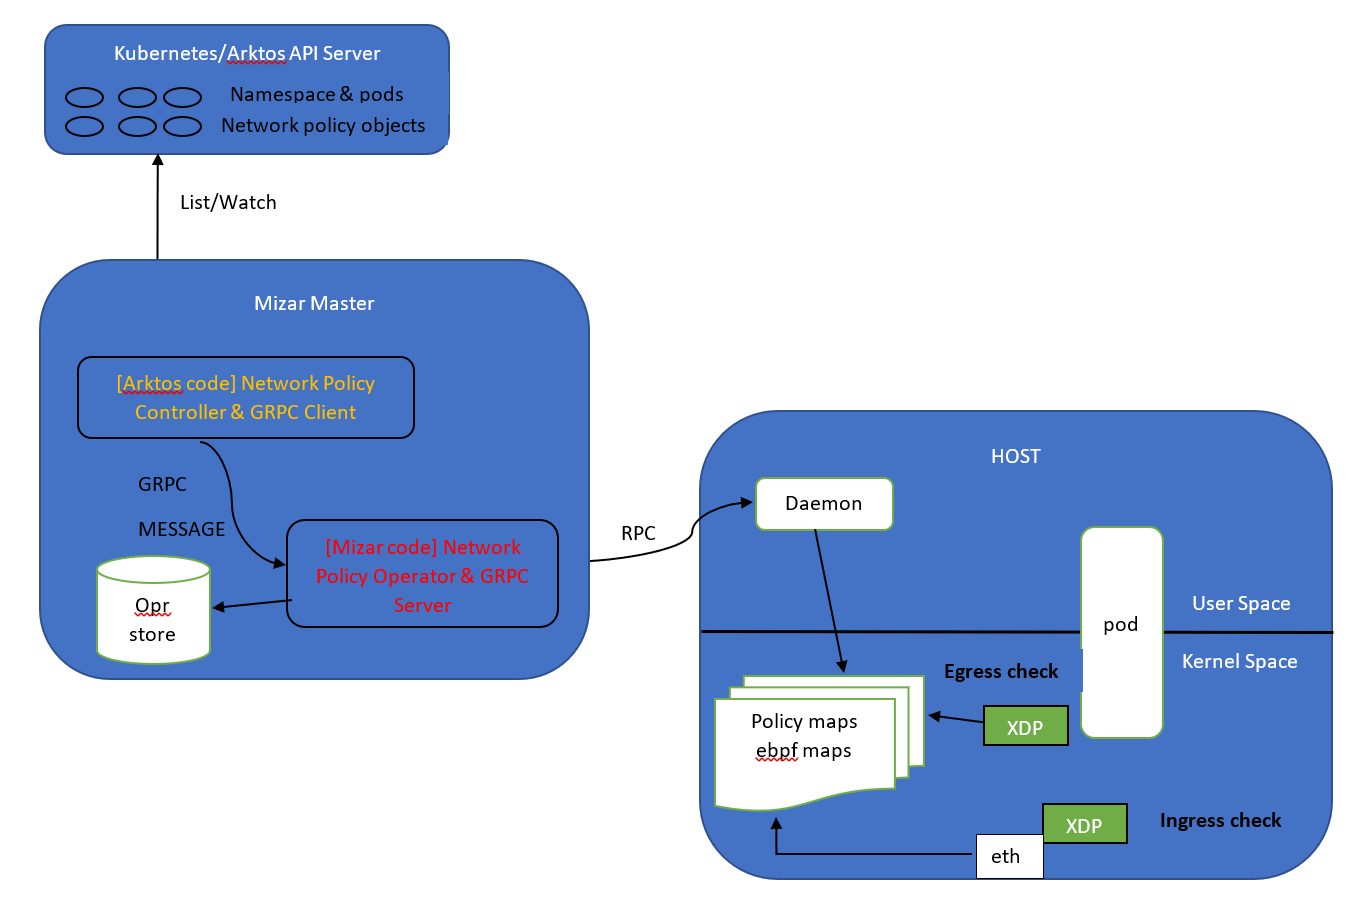 Kubernetes/Arktos API Server
Namespace & pods
Network policy objects
List/Watch
Mizar Master
[Arktos code] Network Policy
Controller & GRPC Client
GRPC
MESSAGE
[Mizar code] Network
Policy Operator & GRPC
Server
Opr
store
RPC
HOST
Daemon
pod
User Space
Kernel Space
Egress check
XDP
Policy maps
ebpf maps
XDP
Ingress check
eth